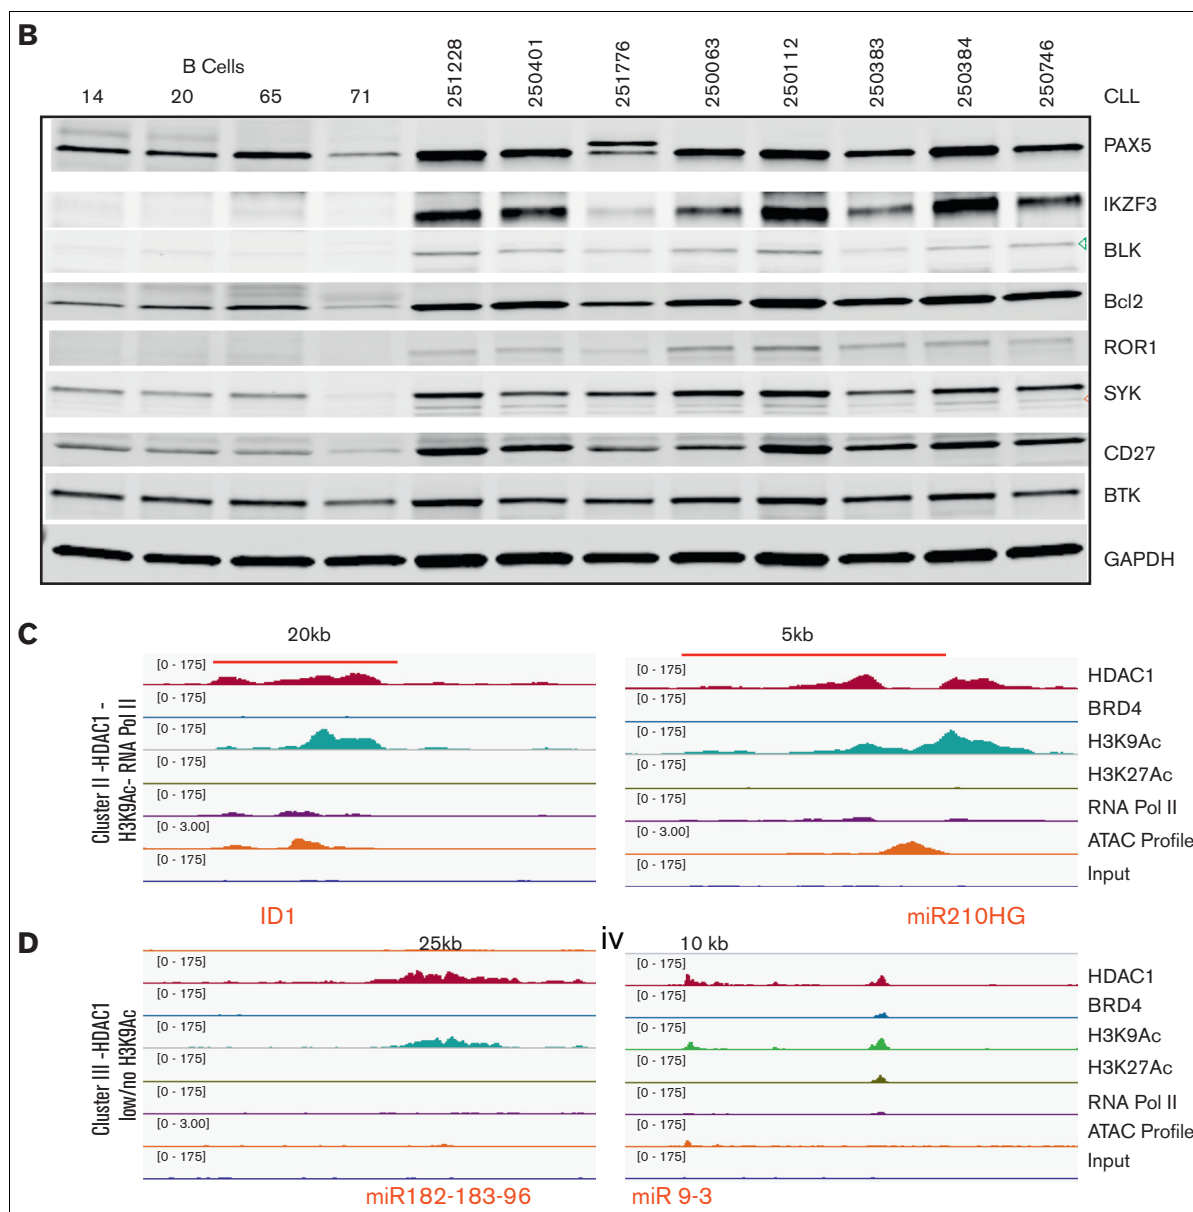 B
B Cells
14 20 65 71 251228 250401 251776 250063 250112 250383 250384 250746 CLL
PAX5
IKZF3
BLK
Bcl2
ROR1
SYK
CD27
BTK
GAPDH
C
20kb
5kb
Cluster II -HDAC1 -
H3K9Ac- RNA Pol II
[0 - 175] [0 - 175] HDAC1
[0 - 175] [0 - 175] BRD4
[0 - 175] [0 - 175] H3K9Ac
[0 - 175] [0 - 175] H3K27Ac
[0 - 175] [0 - 175] RNA Pol II
[0 - 3.00] [0 - 3.00] ATAC Profile
[0 - 175] [0 - 175] Input
ID1
miR210HG
D
25kb
iv
10 kb
Cluster III -HDAC1
low/no H3K9Ac
[0 - 175] [0 - 175] HDAC1
[0 - 175] [0 - 175] BRD4
[0 - 175] [0 - 175] H3K9Ac
[0 - 175] [0 - 175] H3K27Ac
[0 - 175] [0 - 175] RNA Pol II
[0 - 3.00] [0 - 175] ATAC Profile
[0 - 175] [0 - 175] Input
miR182-183-96
miR 9-3